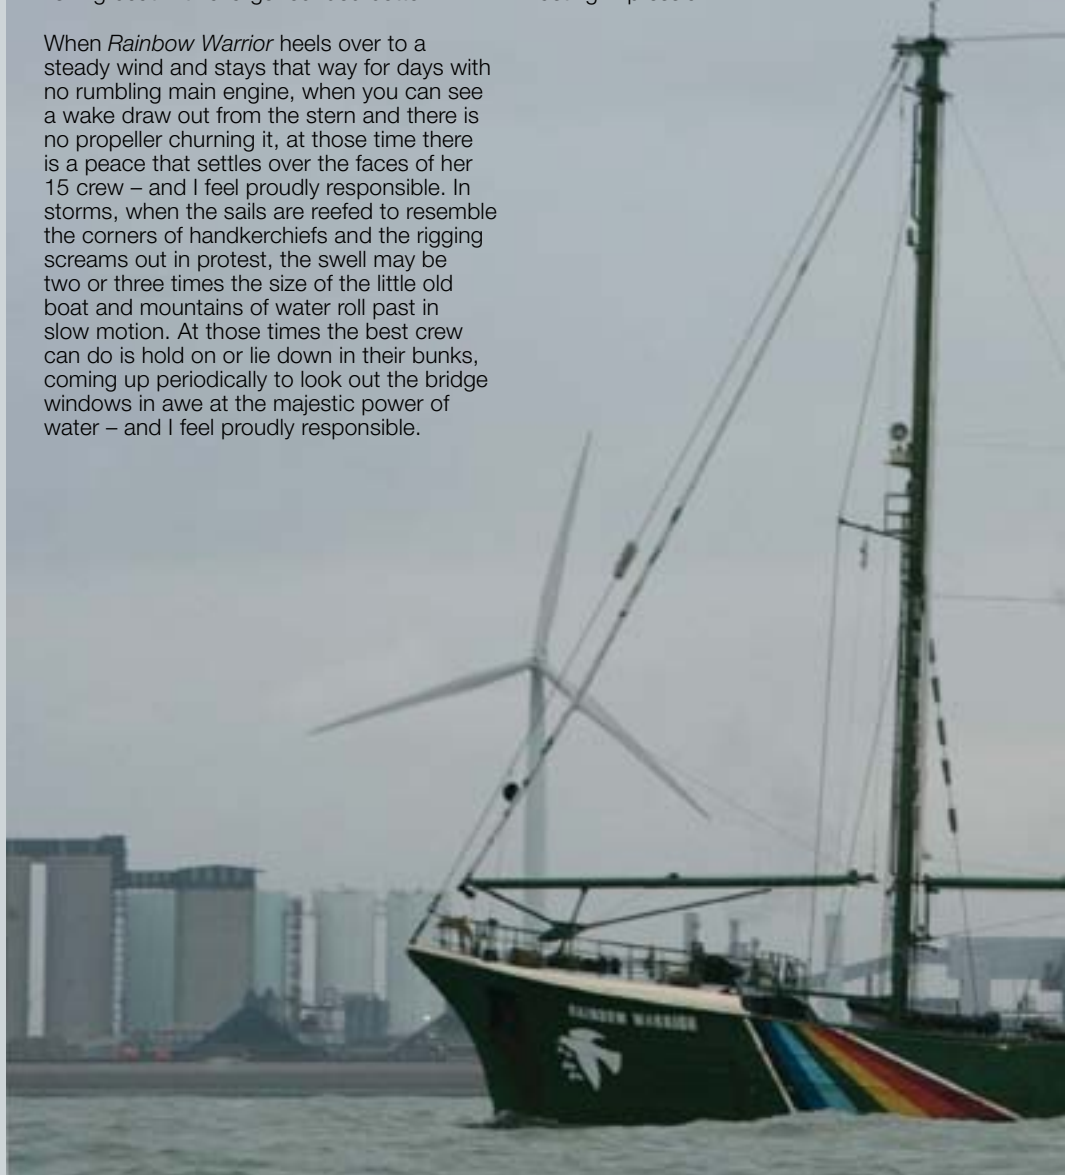 When Rainbow Warrior heels over to a
steady wind and stays that way for days with
no rumbling main engine, when you can see
a wake draw out from the stern and there is
no propeller churning it, at those time there
is a peace that settles over the faces of her
15 crew – and I feel proudly responsible. In
storms, when the sails are reefed to resemble
the corners of handkerchiefs and the rigging
screams out in protest, the swell may be
two or three times the size of the little old
boat and mountains of water roll past in
slow motion. At those times the best crew
can do is hold on or lie down in their bunks,
coming up periodically to look out the bridge
windows in awe at the majestic power of
water – and I feel proudly responsible.
RAINBOW WARRIOR